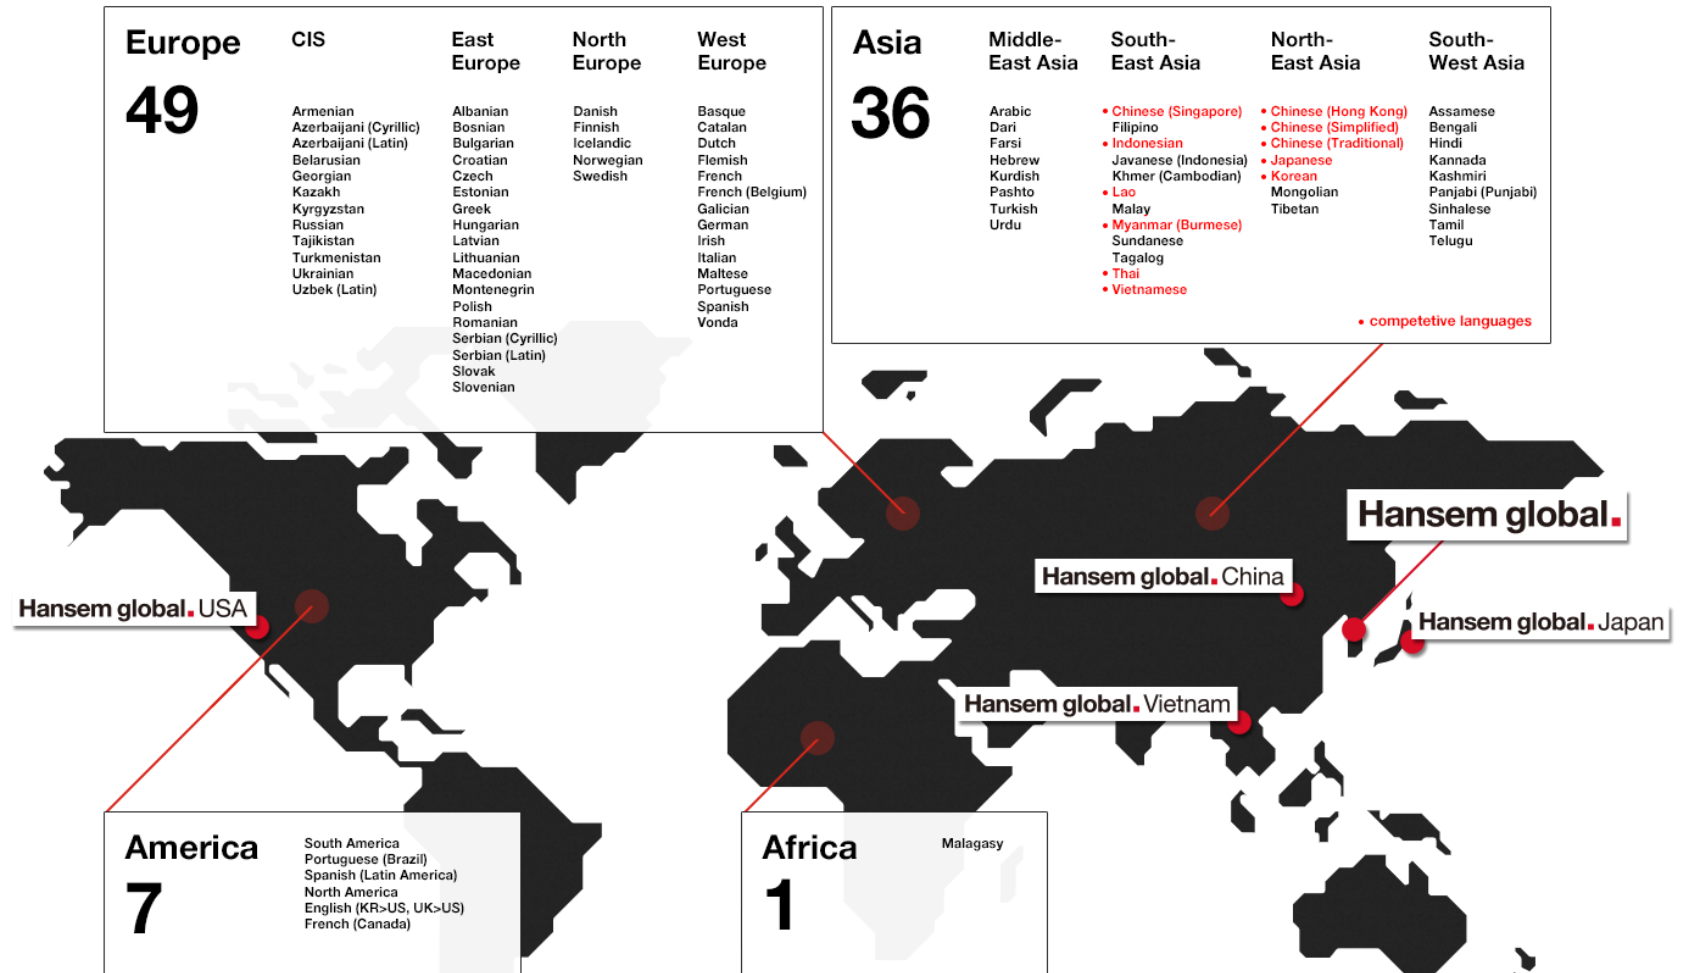 Europe
49
CIS
Armenian
Azerbaijani (Cyrillic)
Azerbaijani (Latin)
Belarusian
Georgian
Kazakh
Kyrgyzstan
Russian
Tajikistan
Turkmenistan
Ukrainian
Uzbek (Latin)
East
Europe
Albanian
Bosnian
Bulgarian
Croatian
Czech
Estonian
Greek
Hungarian
Latvian
Lithuanian
Macedonian
Montenegrin
Polish
Romanian
Serbian (Cyrillic)
Serbian (Latin)
Slovak
Slovenian
North
Europe
Danish
Finnish
Icelandic
Norwegian
Swedish
West
Europe
Basque
Catalan
Dutch
Flemish
French
French (Belgium)
Galician
German
Irish
Italian
Maltese
Portuguese
Spanish
Vonda
Asia
36
Middle-
East Asia
Arabic
Dari
Farsi
Hebrew
Kurdish
Pashto
Turkish
Urdu
South-
East Asia
• Chinese (Singapore)
Filipino
• Indonesian
Javanese (Indonesia)
Khmer (Cambodian)
• Lao
Malay
• Myanmar (Burmese)
Sundanese
Tagalog
• Thai
• Vietnamese
North-
East Asia
• Chinese (Hong Kong)
• Chinese (Simplified)
• Chinese (Traditional)
• Japanese
• Korean
Mongolian
Tibetan
South-
West Asia
Assamese
Bengali
Hindi
Kannada
Kashmiri
Panjabi (Punjabi)
Sinhalese
Tamil
Telugu
• competetive languages
Hansem global.
Hansem global.China
Hansem global.USA
Hansem global.Japan
Hansem global.Vietnam
America
7
South America
Portuguese (Brazil)
Spanish (Latin America)
North America
English (KR>US, UK>US)
French (Canada)
Africa
1
Malagasy